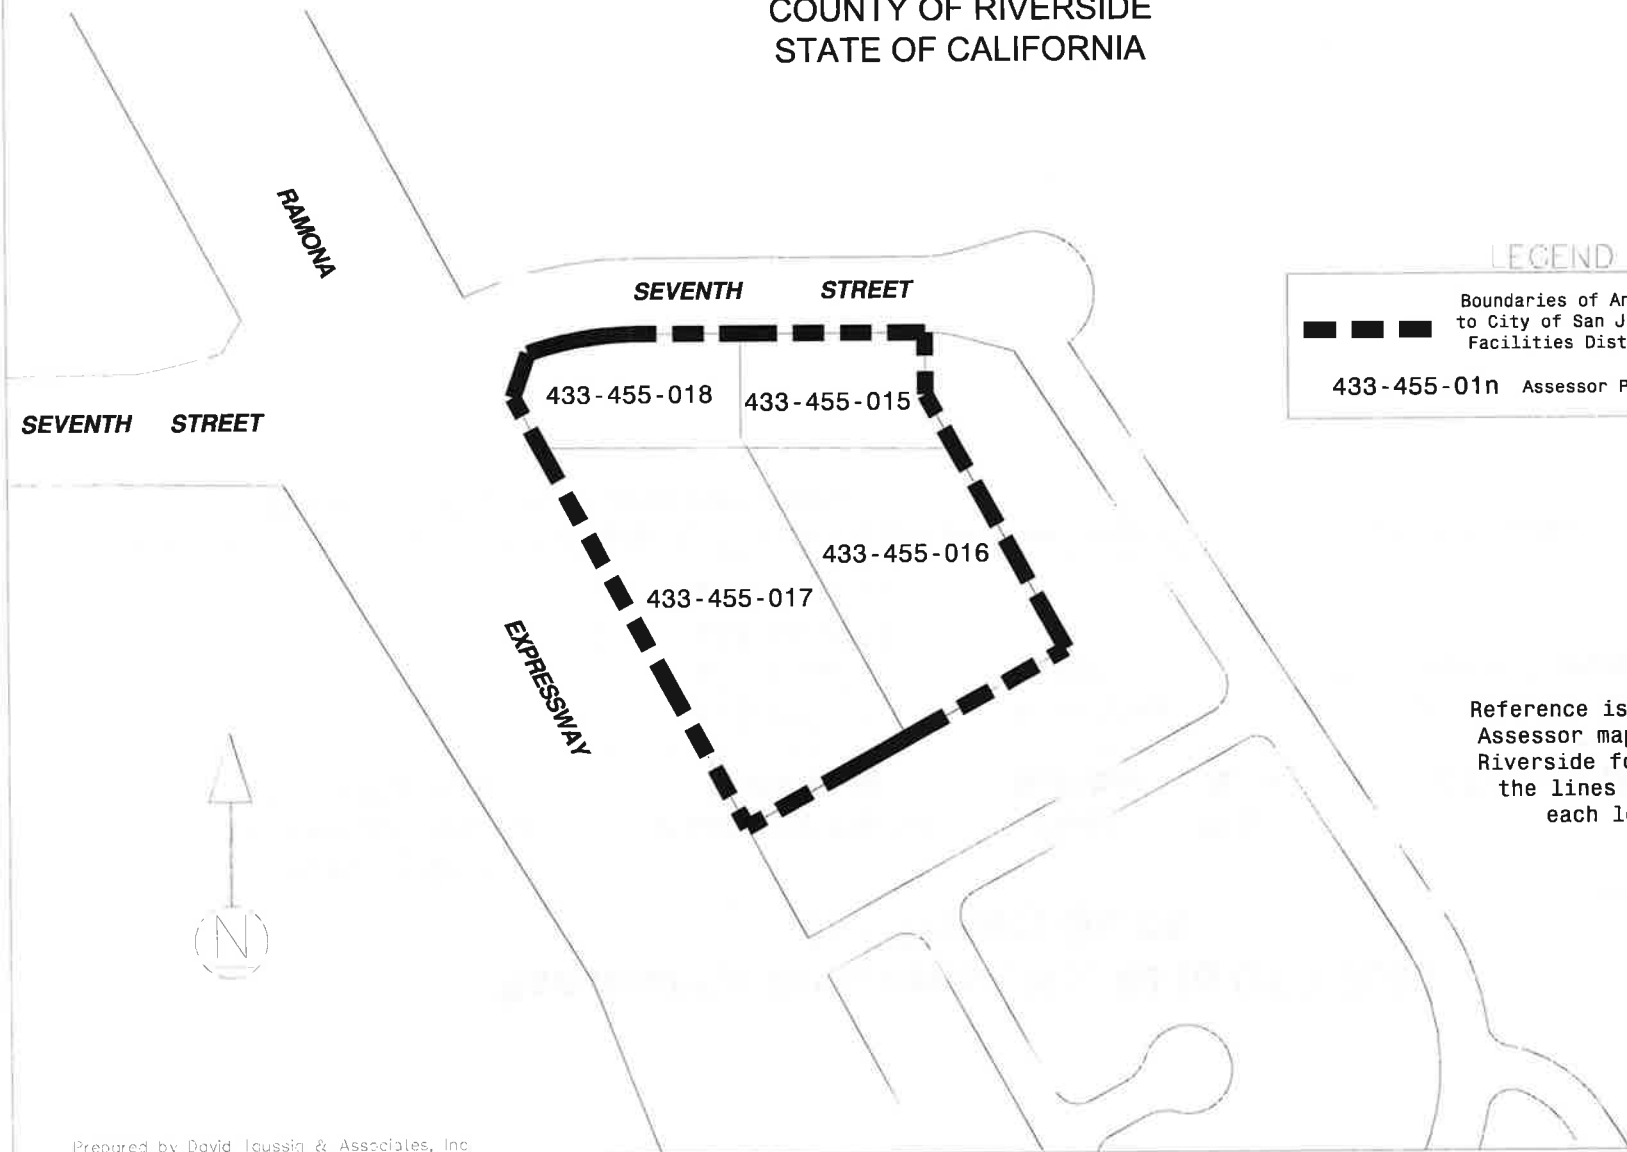 COUNTY OF RIVERSIDE
STATE OF CALIFORNIA
RAMONA
SEVENTH STREET
LEGEND
Boundaries of
to City of San J
Facilities Dist
433-455-01n Assessor P
433-455-018
433-455-015
SEVENTH STREET
433-455-016
433-455-017
EXPRESSWAY
Reference is
Assessor map
Riverside fo
the lines
each l
N
Prepared by David Taussig & Associates, Inc